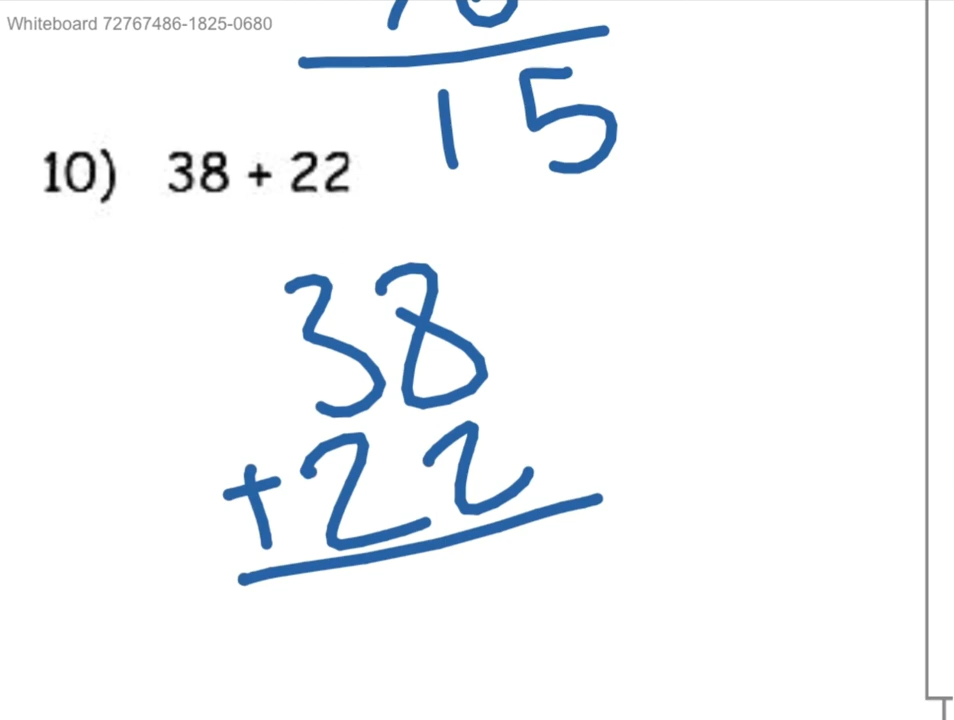 Whiteboard 72767486-1825-0680
15
10) 38 + 22
38
+22